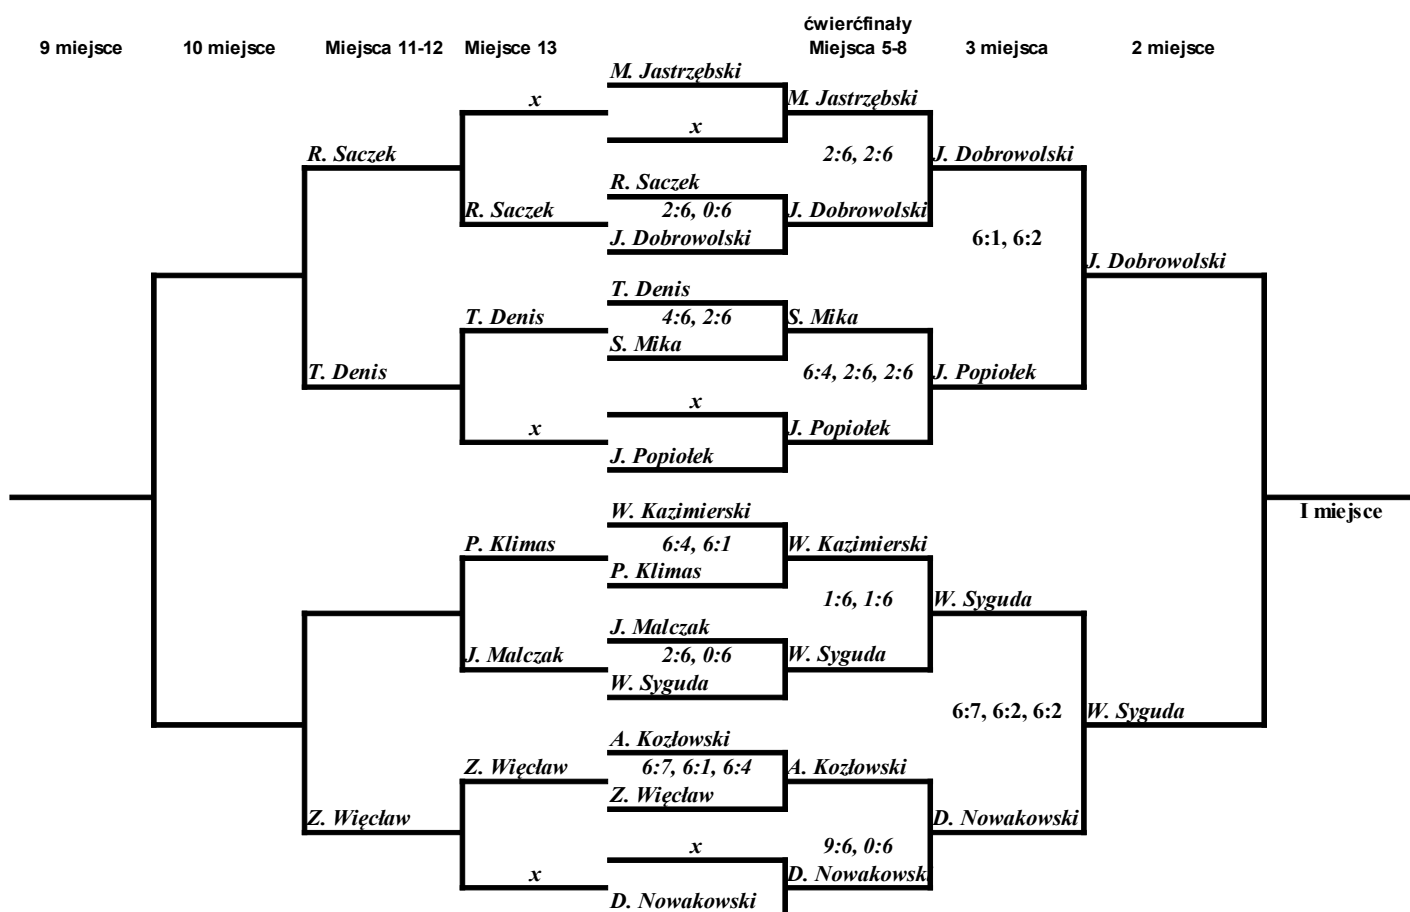 ćwierćfinały
9 miejsce 10 miejsce Miejsca 11-12 Miejsce 13 Miejsca 5-8 3 miejsca 2 miejsce
M. Jastrzębski
x M. Jastrzębski
x
R. Saczek 2:6, 2:6 J. Dobrowolski
R. Saczek
R. Saczek 2:6, 0:6 J. Dobrowolski
J. Dobrowolski 6:1, 6:2
J. Dobrowolski
T. Denis
T. Denis 4:6, 2:6 S. Mika
S. Mika
T. Denis 6:4, 2:6, 2:6 J. Popiołek
x
x J. Popiołek
J. Popiołek
I miejsce
W. Kazimierski
P. Klimas 6:4, 6:1 W. Kazimierski
P. Klimas
1:6, 1:6 W. Syguda
J. Malczak
J. Malczak 2:6, 0:6 W. Syguda
W. Syguda
6:7, 6:2, 6:2 W. Syguda
A. Kozłowski
Z. Więcław 6:7, 6:1, 6:4 A. Kozłowski
Z. Więcław
Z. Więcław D. Nowakowski
x 9:6, 0:6
x D. Nowakowski
D. Nowakowski